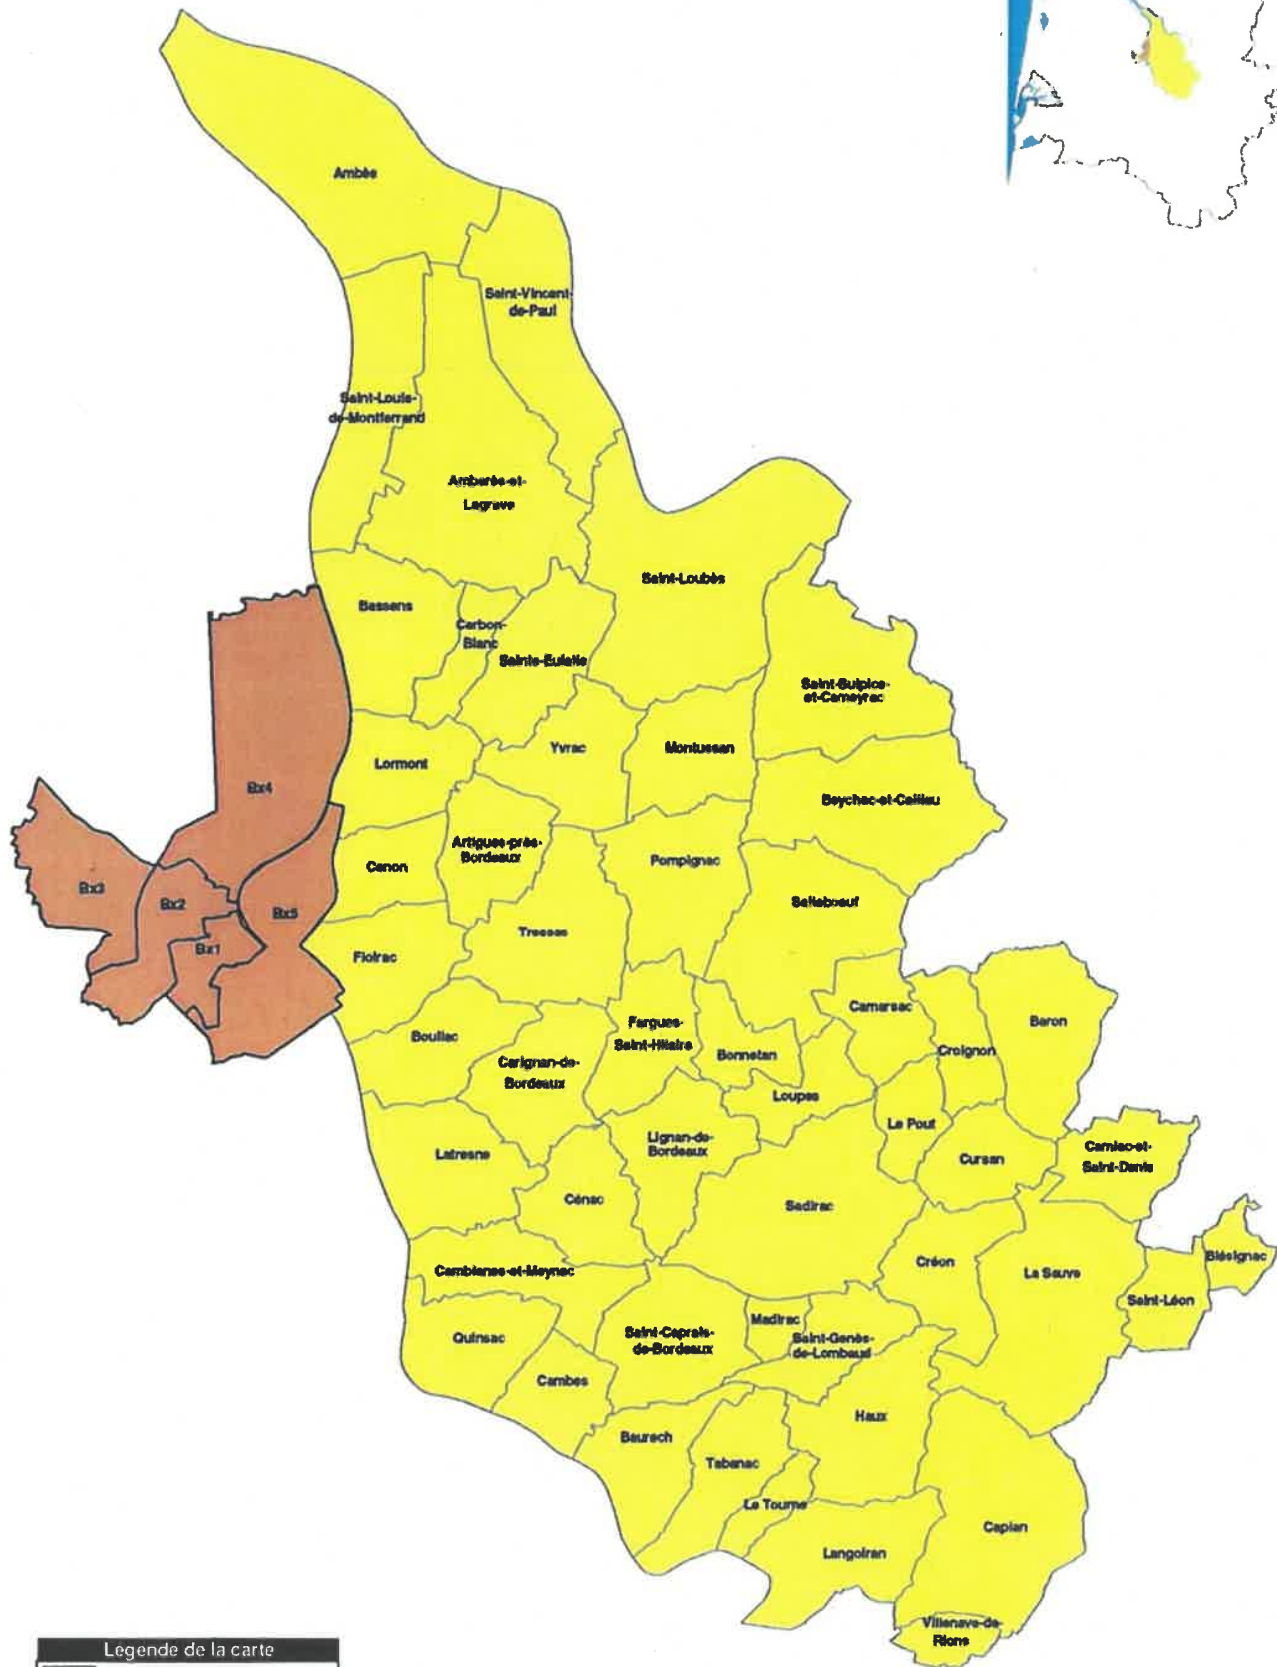 Ambès
Saint-Vincent-
de-Paul
Saint-Louis-
de-Montferrand
Ambarès-et-
Lagrave
Saint-Loubès
Bassens
Carbon-
Blanc
Sainte-Eulalie
Saint-Sulpice-
et-Cameyrac
Yvrac
Montussan
Lormont
Bx4
Beychac-et-Caillau
Artigues-près-
Bordeaux
Cenon
Pompignac
Bx3
Bx2
Bx5
Salleboeuf
Tresses
Bx1
Floirac
Camarsac
Baron
Fargues-
Saint-Hilaire
Bouliac
Croignon
Bonnetan
Carignan-de-
Bordeaux
Loupes
Le Pout
Lignan-de-
Bordeaux
Latresne
Cursan
Camiac-et-
Saint-Denis
Cénac
Sadirac
Créon
La Sauve
Blésignac
Camblanes-et-Meynac
Saint-Léon
Madirac
Quinsac
Saint-Caprais-
de-Bordeaux
Saint-Genès-
de-Lombaud
Cambes
Haux
Baurech
Tabanac
Le Tourne
Capian
Langoiran
Villenave-de-
Rions
Légende de la carte